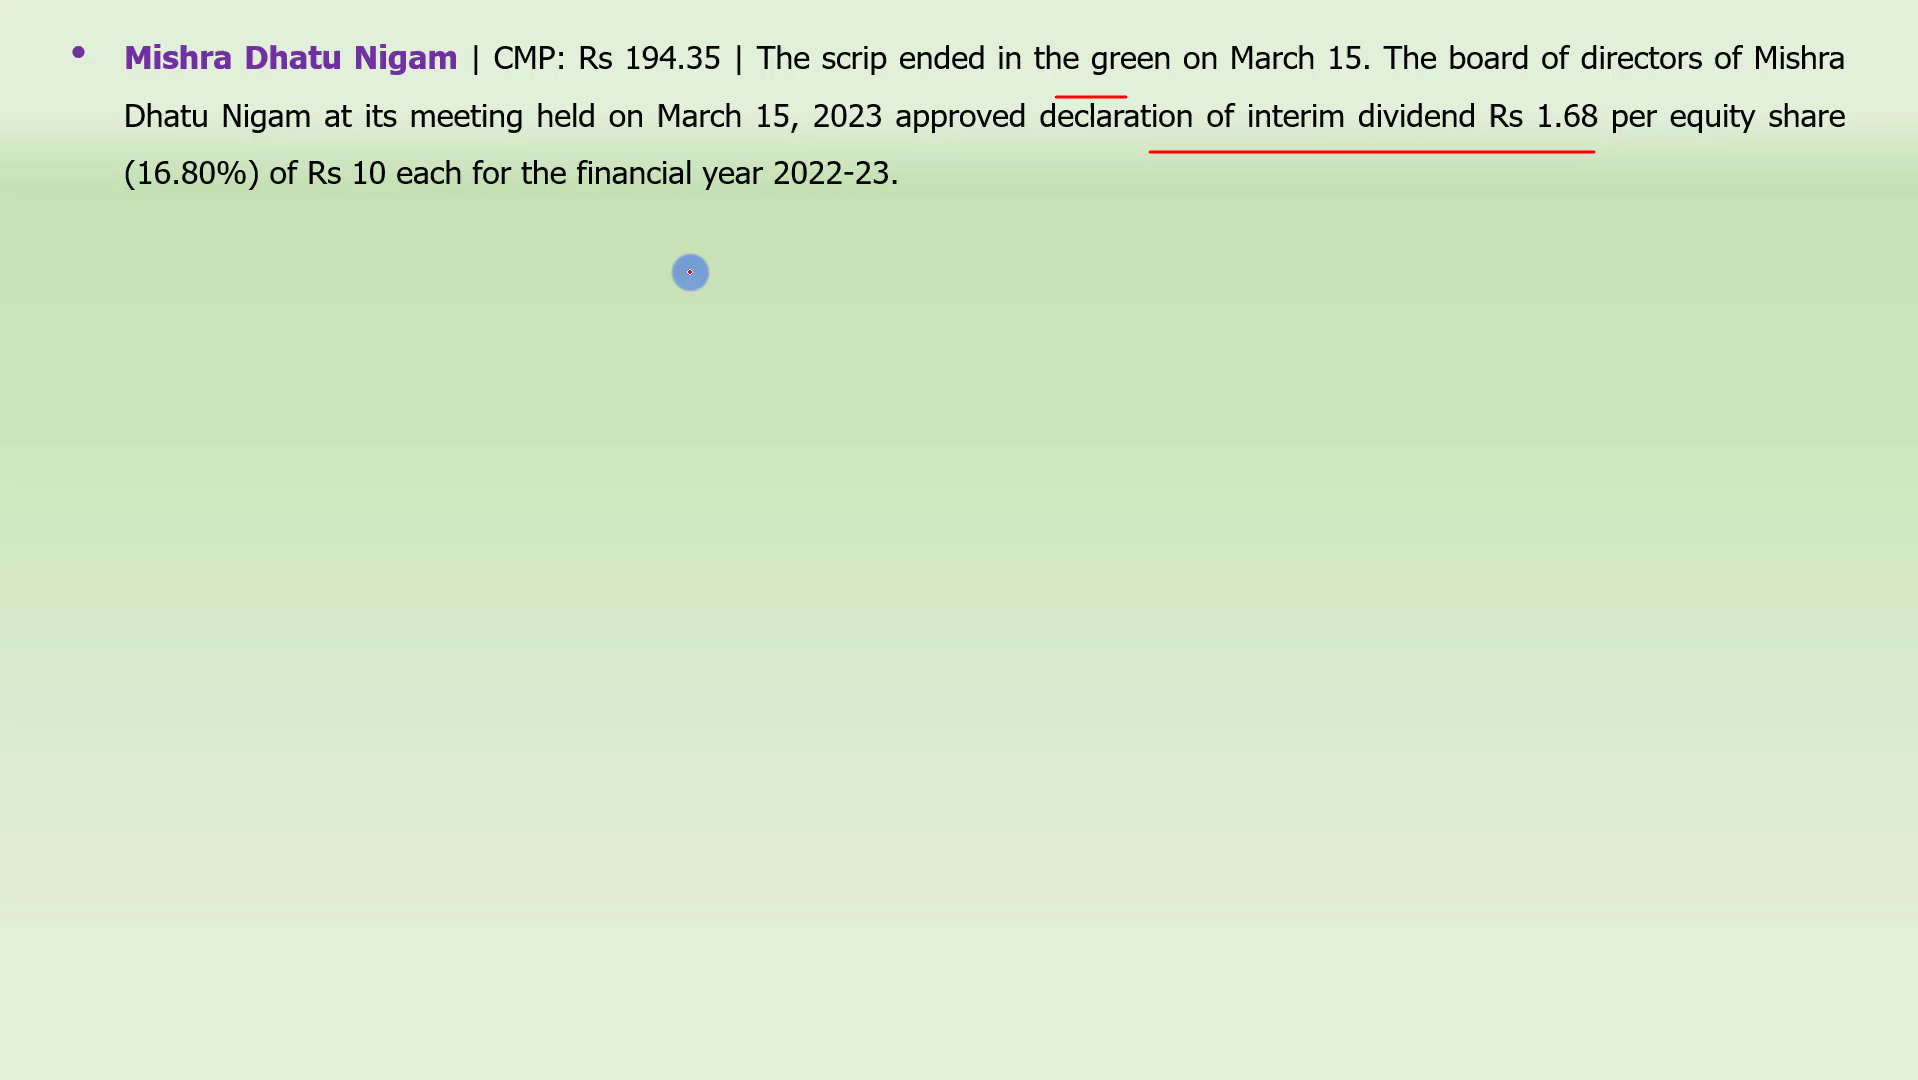 • Mishra Dhatu Nigam | CMP: Rs 194.35 | The scrip ended in the green on March 15. The board of directors of Mishra
Dhatu Nigam at its meeting held on March 15, 2023 approved declaration of interim dividend Rs 1.68 per equity share
(16.80%) of Rs 10 each for the financial year 2022-23.